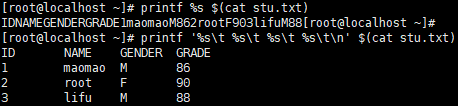 [root@localhost ~]# printf %s $(cat stu.txt)
IDNAMEGENDERGRADE1maomaoM862rootF903lifuM88[root@localhost ~]#
[root@localhost ~]# printf '%s\t %s\t %s\t %s\t\n' $(cat stu.txt)
ID NAME GENDER GRADE
1 maomao M 86
2 root F 90
3 lifu M 88